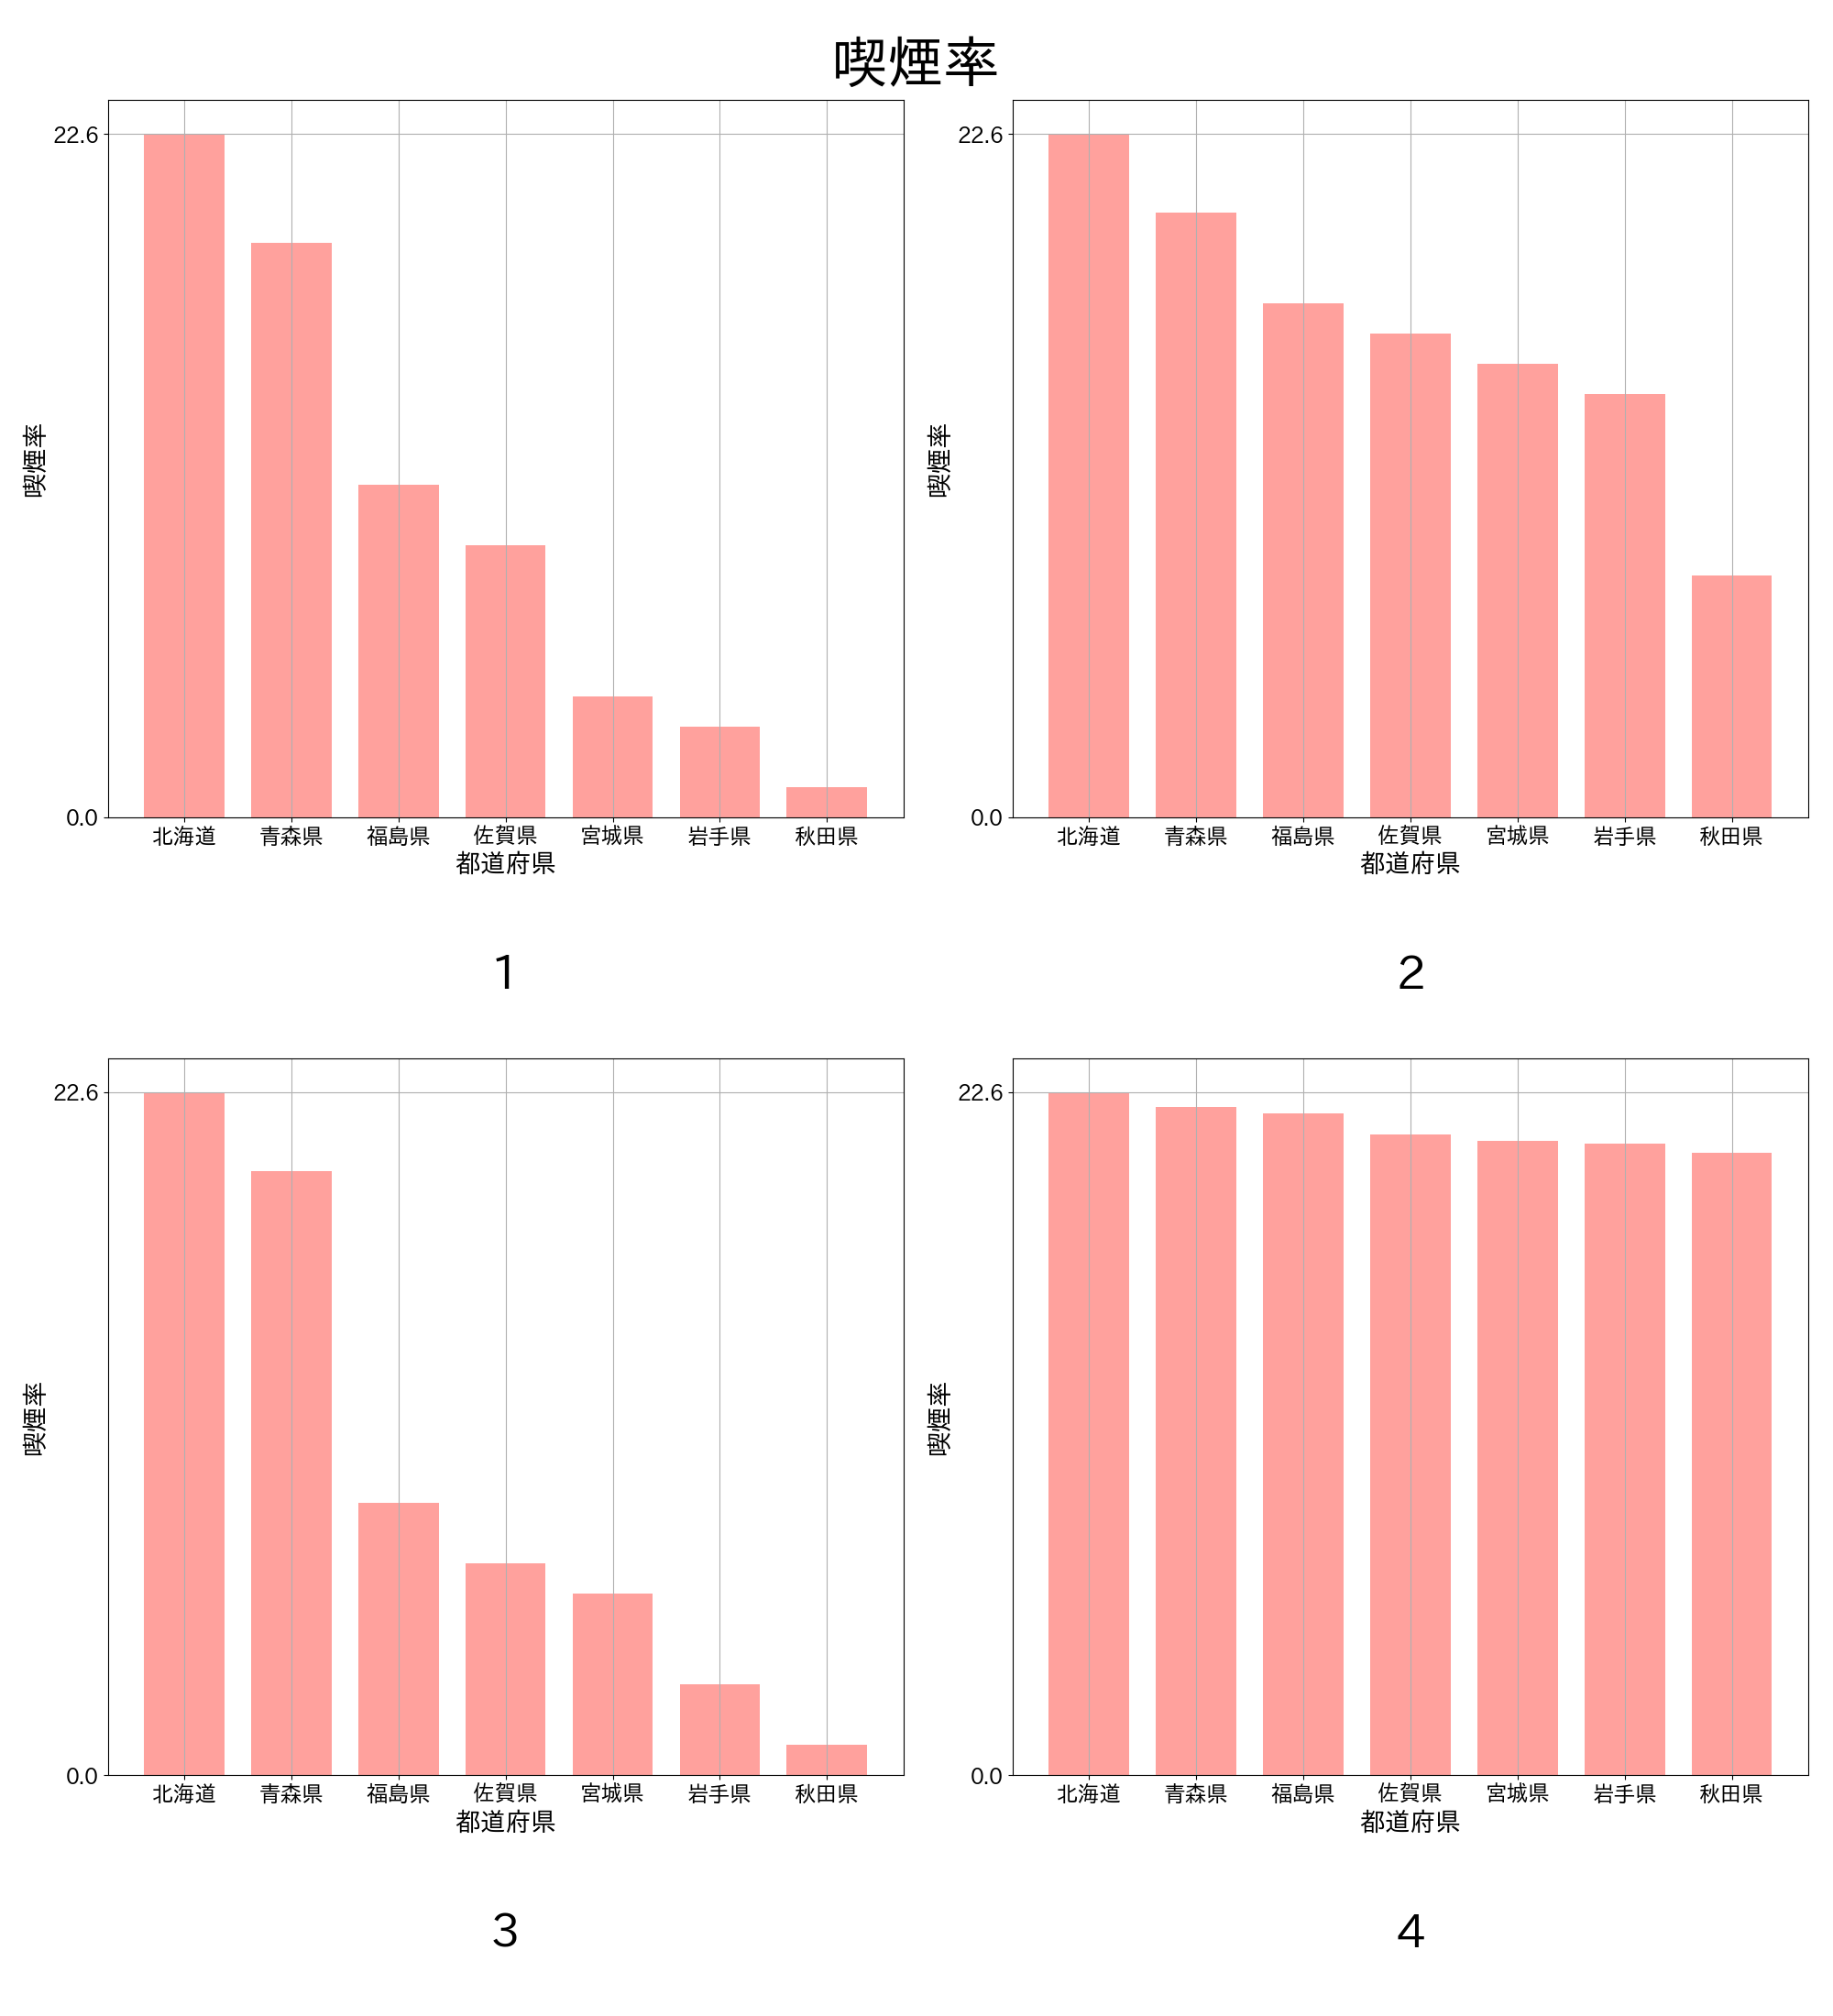 喫煙率
22.6
0.0
喫煙率
北海道 青森県 福島県 佐賀県 宮城県 岩手県 秋田県
都道府県
1
22.6
0.0
喫煙率
北海道 青森県 福島県 佐賀県 宮城県 岩手県 秋田県
都道府県
2
22.6
0.0
喫煙率
北海道 青森県 福島県 佐賀県 宮城県 岩手県 秋田県
都道府県
3
22.6
0.0
喫煙率
北海道 青森県 福島県 佐賀県 宮城県 岩手県 秋田県
都道府県
4